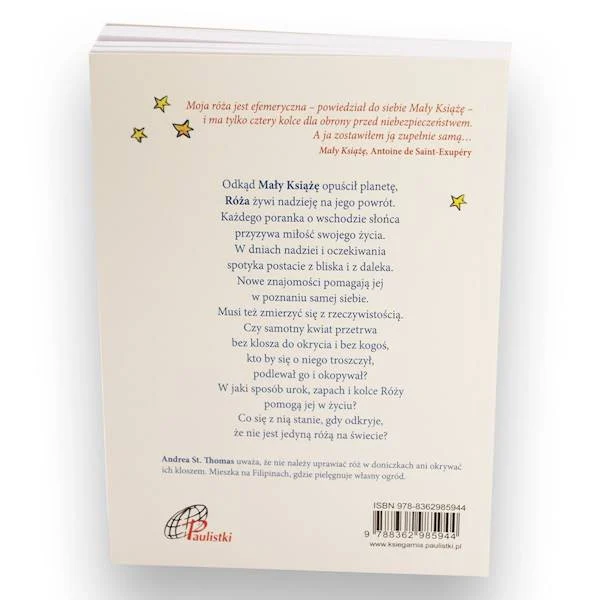 Moja róża jest efemeryczna – powiedział do siebie Mały Książę –
i ma tylko cztery kolce dla obrony przed niebezpieczeństwem.
A ja zostawiłem ją zupełnie samą...
Mały Książę, Antoine de Saint-Exupéry
Odkąd Mały Książę opuścił planetę,
Róża żywi nadzieję na jego powrót.
Każdego poranka o wschodzie słońca
przyzywa miłość swojego życia.
W dniach nadziei i oczekiwania
spotyka postacie z bliska i z daleka.
Nowe znajomości pomagają jej
w poznaniu samej siebie.
Musi też zmierzyć się z rzeczywistością.
Czy samotny kwiat przetrwa
bez klosza do okrycia i bez kogoś,
kto by się o niego troszczył,
podlewał go i okopywał?
W jaki sposób urok, zapach i kolce Róży
pomogą jej w życiu?
Co się z nią stanie, gdy odkryje,
że nie jest jedyną różą na świecie?
Andrea St. Thomas uważa, że nie należy uprawiać róż w doniczkach ani okrywać
ich kloszem. Mieszka na Filipinach, gdzie pielęgnuje własny ogród.
Paulistki
ISBN 978-8362985944
9 788362 985944
www.ksiegarnia.paulistki.pl